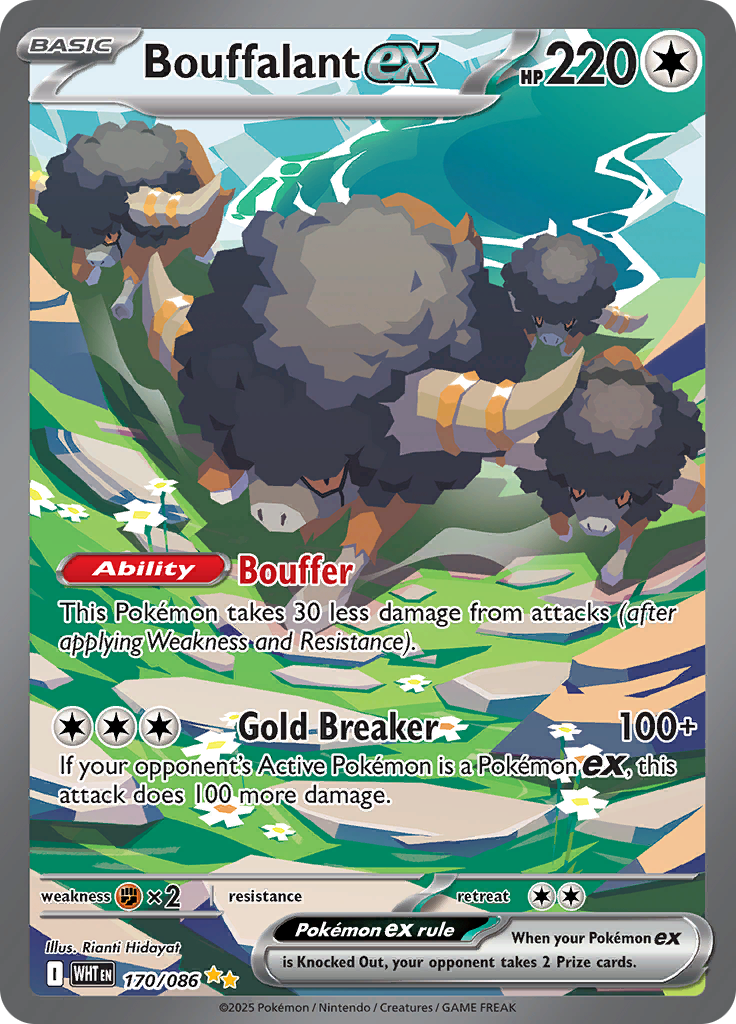 BASIC
Bouffalant ex
HP 220
Ability Bouffer
This Pokémon takes 30 less damage from attacks (after
applying Weakness and Resistance).
Gold Breaker 100+
If your opponent's Active Pokémon is a Pokémon ex, this
attack does 100 more damage.
weakness ×2 resistance retreat
Illus. Rianti Hidayat
Pokémon ex rule When your Pokémon ex
is Knocked Out, your opponent takes 2 Prize cards.
I WHT EN 170/086
©2025 Pokémon / Nintendo / Creatures / GAME FREAK